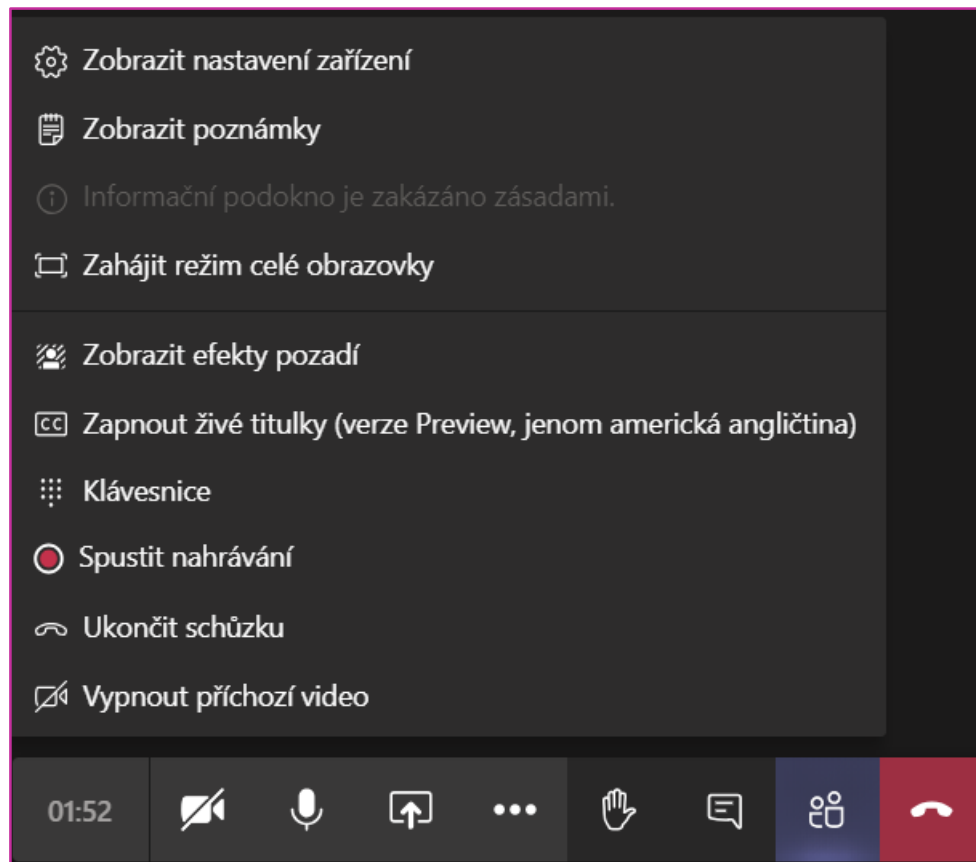 Zobrazit nastavení zařízení
Zobrazit poznámky
Informační podokno je zakázáno zásadami.
Zahájit režim celé obrazovky
Zobrazit efekty pozadí
CC Zapnout živé titulky (verze Preview, jenom americká angličtina)
Klávesnice
Spustit nahrávání
Ukončit schůzku
Vypnout příchozí video
01:52